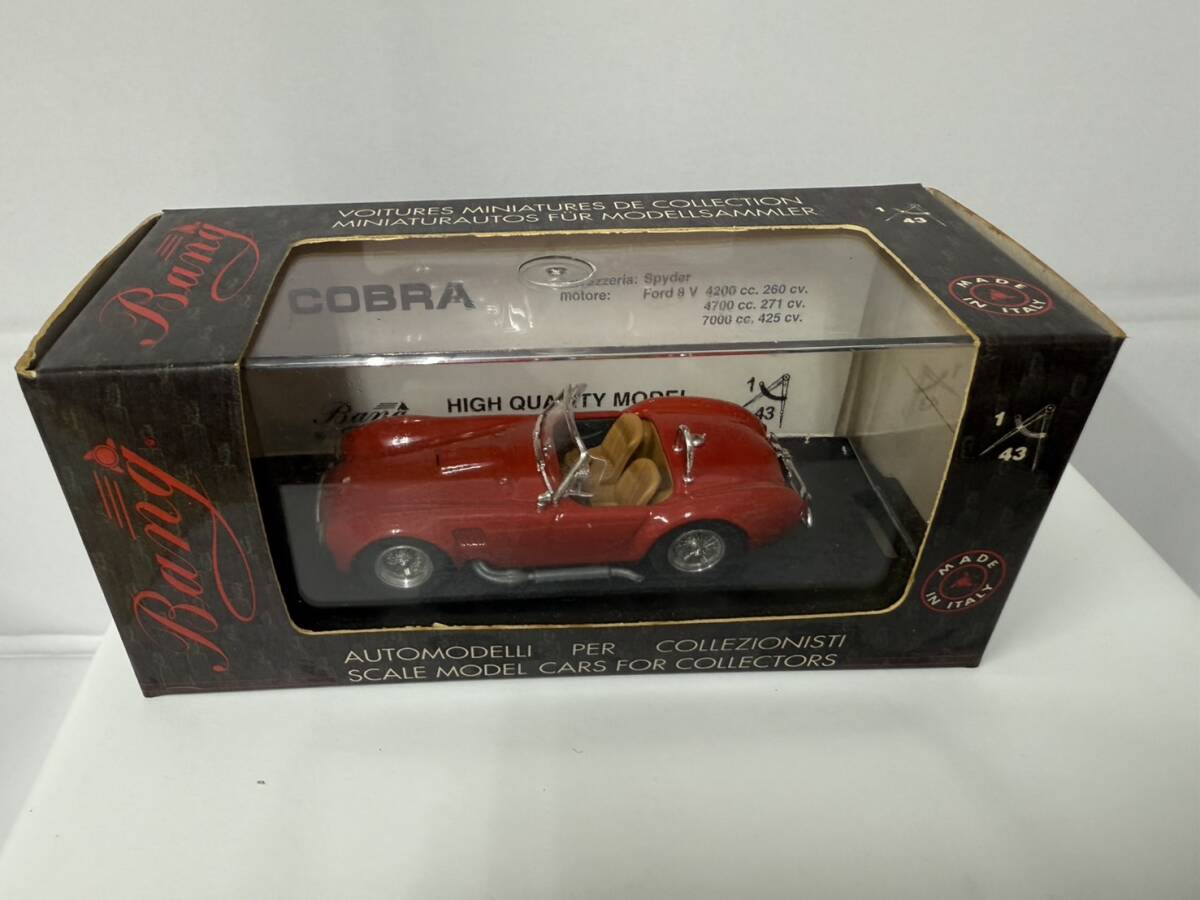 VOITURES MINIATURES DE COLLECTION
MINIATURAUTOS FÜR MODELLSAMMLER
Bang
1
43
MADE IN ITALY
COBRA
Spyder
motore: Ford 8 V 4200 cc. 260 cv.
4700 cc. 271 cv.
7000 cc. 425 cv.
Bang
HIGH QUALITY MODEL
1
43
Bang
1
43
MADE IN ITALY
AUTOMODELLI PER COLLEZIONISTI
SCALE MODEL CARS FOR COLLECTORS